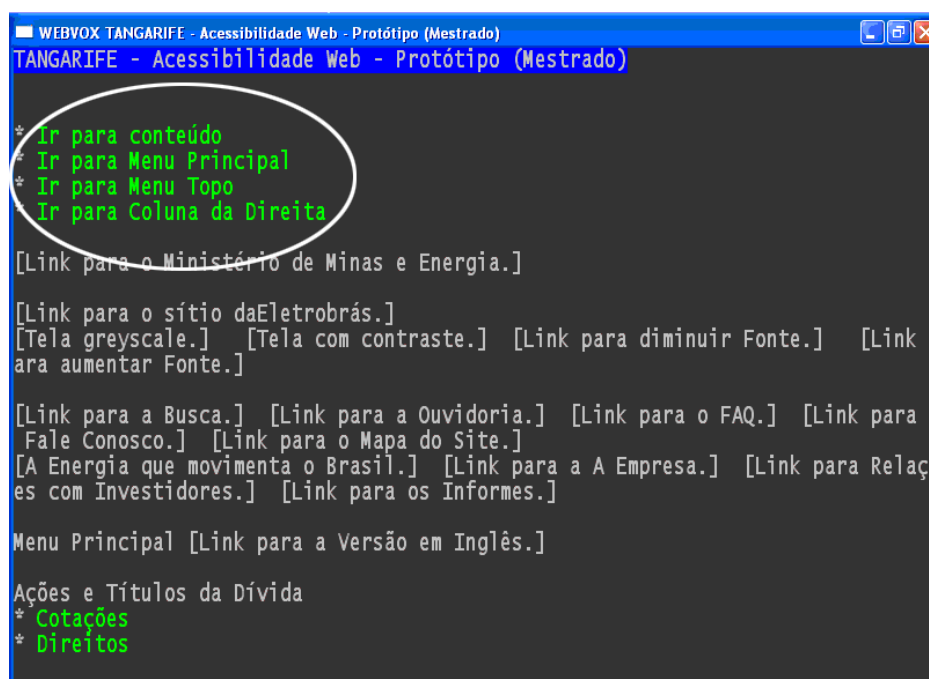 WEBVOX TANGARIFE - Acessibilidade Web - Protótipo (Mestrado)
TANGARIFE - Acessibilidade Web - Protótipo (Mestrado)
* Ir para conteúdo
* Ir para Menu Principal
* Ir para Menu Topo
* Ir para Coluna da Direita
[Link para o Ministério de Minas e Energia.]
[Link para o sítio daEletrobrás.]
[Tela greyscale.] [Tela com contraste.] [Link para diminuir Fonte.] [Link
ara aumentar Fonte.]
[Link para a Busca.] [Link para a Ouvidoria.] [Link para o FAQ.] [Link para
Fale Conosco.] [Link para o Mapa do Site.]
[A Energia que movimenta o Brasil.] [Link para a A Empresa.] [Link para Relaç
es com Investidores.] [Link para os Informes.]
Menu Principal [Link para a Versão em Inglês.]
Ações e Títulos da Dívida
* Cotações
* Direitos